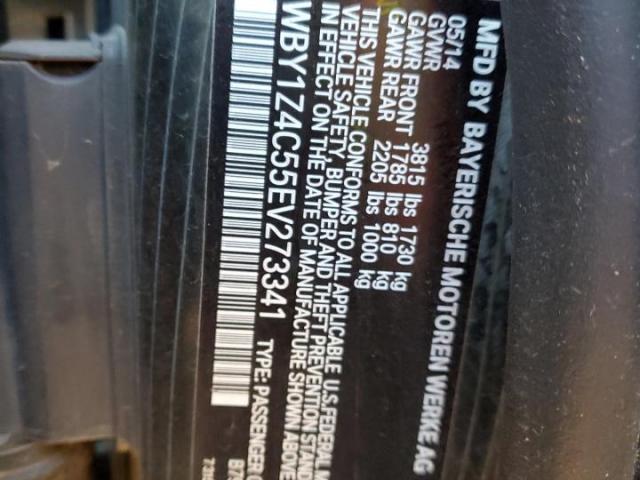 MFD BY BAYERISCHE MOTOREN WERKE AG
05/14
GVWR 3815 lbs 1730 kg
GAWR FRONT 1785 lbs 810 kg
GAWR REAR 2205 lbs 1000 kg
THIS VEHICLE CONFORMS TO ALL APPLICABLE U.S.FEDERAL M
VEHICLE SAFETY, BUMPER AND THEFT PREVENTION STAND
IN EFFECT ON THE DATE OF MANUFACTURE SHOWN ABOVE
WBY1Z4C55EV273341 TYPE: PASSENGER C